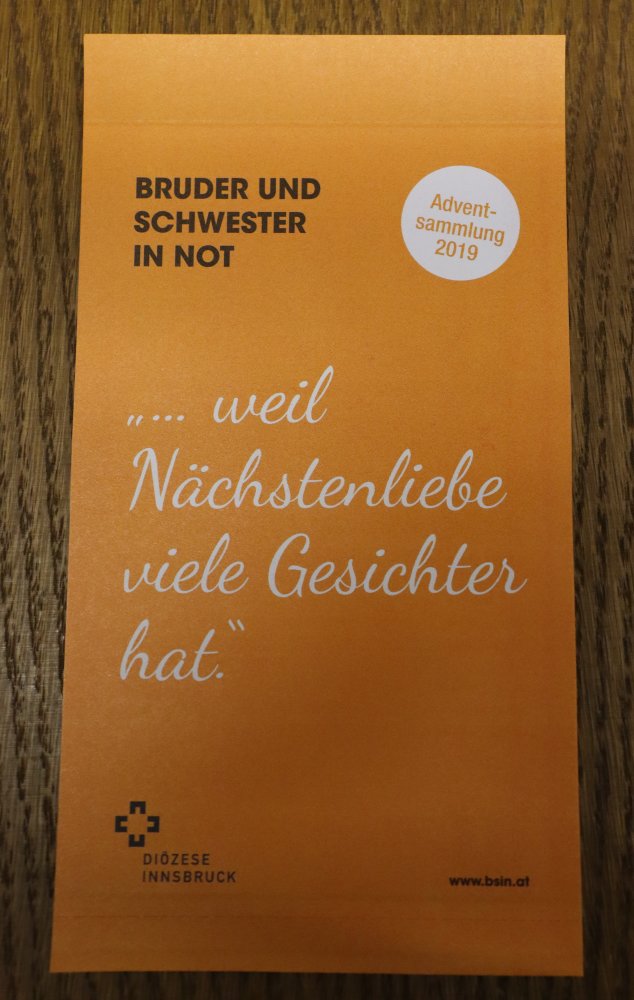 BRUDER UND
SCHWESTER
IN NOT
Advent-
sammlung
2019
„... weil
Nächstenliebe
viele Gesichter
hat.“
DIÖZESE
INNSBRUCK
www.bsin.at